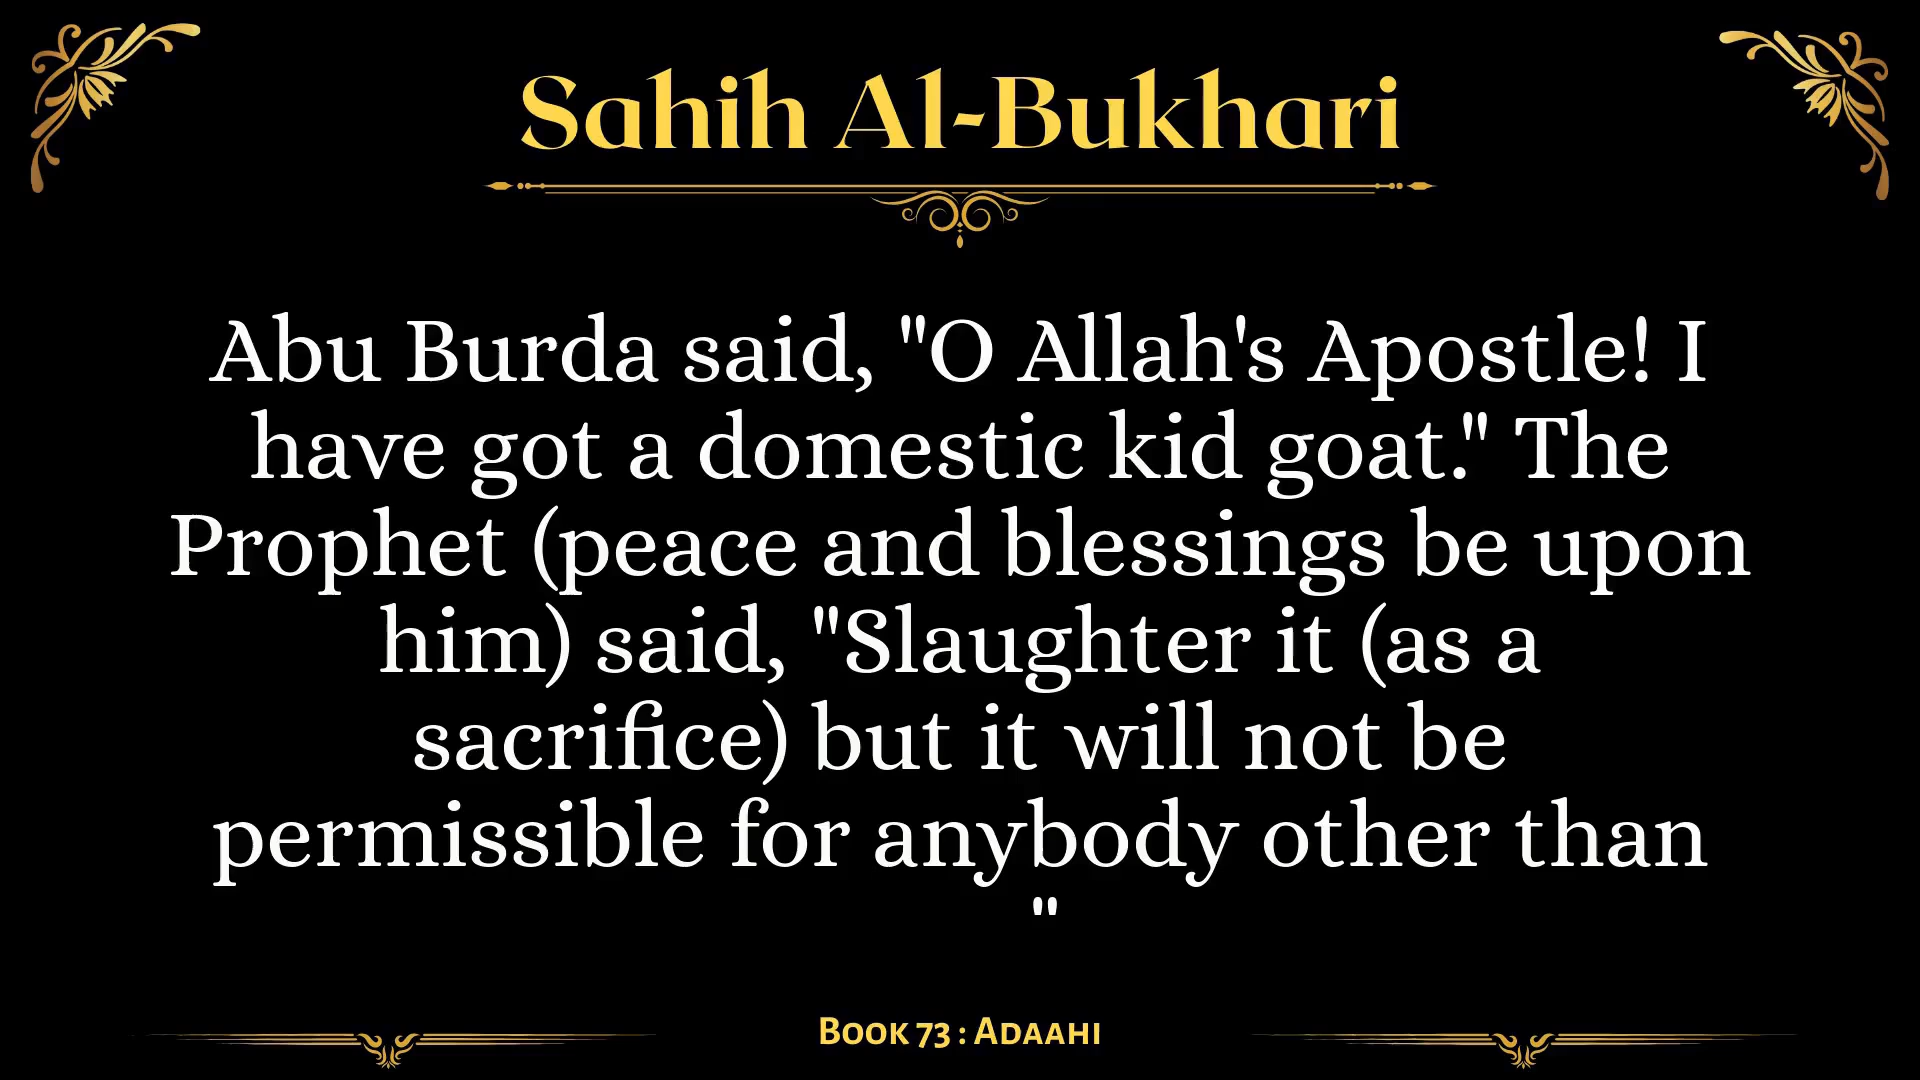 Sahih Al-Bukhari
Abu Burda said, "O Allah's Apostle! I
have got a domestic kid goat." The
Prophet (peace and blessings be upon
him) said, "Slaughter it (as a
sacrifice) but it will not be
permissible for anybody other than
"
Book 73 : Adaahi